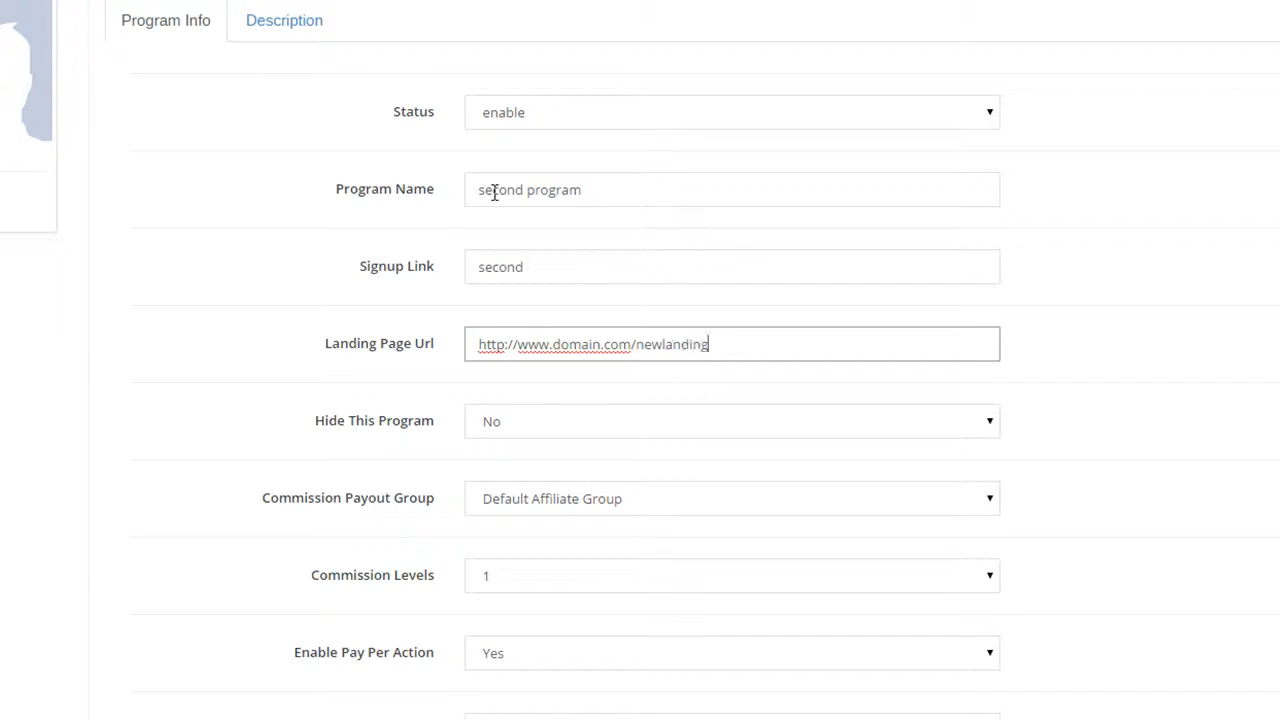 Program Info Description
Status enable
Program Name second program
Signup Link second
Landing Page Url http://www.domain.com/newlanding
Hide This Program No
Commission Payout Group Default Affiliate Group
Commission Levels 1
Enable Pay Per Action Yes